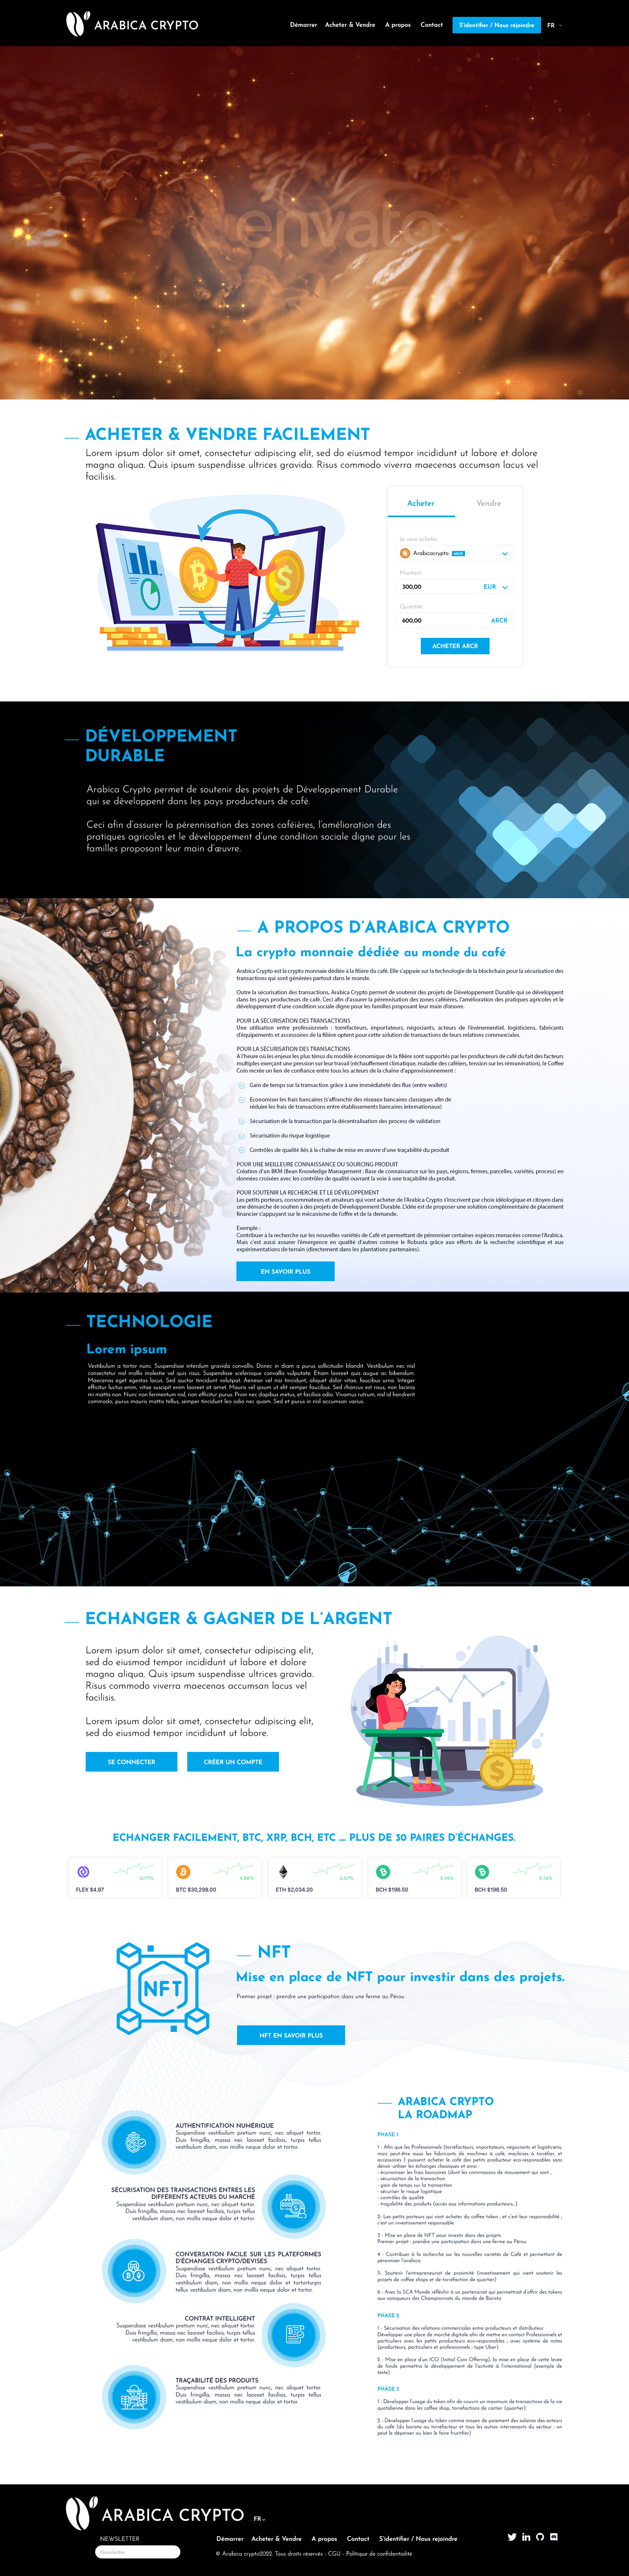 ARABICA CRYPTO
Démarrer Acheter & Vendre A propos Contact S'identifier / Nous rejoindre FR
envato
ACHETER & VENDRE FACILEMENT
Lorem ipsum dolor sit amet, consectetur adipiscing elit, sed do eiusmod tempor incididunt ut labore et dolore
magna aliqua. Quis ipsum suspendisse ultrices gravida. Risus commodo viverra maecenas accumsan lacus vel
facilisis.
Acheter Vendre
Je veux acheter
Arabicacrypto ARCR
Montant
300,00 EUR
Quantité
600,00 ARCR
ACHETER ARCR
DÉVELOPPEMENT
DURABLE
Arabica Crypto permet de soutenir des projets de Développement Durable
qui se développent dans les pays producteurs de café.
Ceci afin d'assurer la pérennisation des zones caféières, l'amélioration des
pratiques agricoles et le développement d'une condition sociale digne pour les
familles proposant leur main d'œuvre.
A PROPOS D'ARABICA CRYPTO
La crypto monnaie dédiée au monde du café
Arabica Crypto est la crypto monnaie dédiée à la filière du café. Elle s'appuie sur la technologie de la blockchain pour la sécurisation des
transactions qui sont générées partout dans le monde.
Outre la sécurisation des transactions, Arabica Crypto permet de soutenir des projets de Développement Durable qui se développent
dans les pays producteurs de café. Ceci afin d'assurer la pérennisation des zones caféières, l'amélioration des pratiques agricoles et le
développement d'une condition sociale digne pour les familles proposant leur main d'œuvre.
POUR LA SÉCURISATION DES TRANSACTIONS
Une utilisation entre professionnels : torréfacteurs, importateurs, négociants, acteurs de l'événementiel, logisticiens, fabricants
d'équipements et accessoires de la filière optent pour cette solution de transactions de leurs relations commerciales.
POUR LA SÉCURISATION DES TRANSACTIONS
A l'heure où les enjeux les plus ténus du modèle économique de la filière sont supportés par les producteurs de café du fait des facteurs
multiples exerçant une pression sur leur travail (réchauffement climatique, maladie des caféiers, tension sur les rémunération), le Coffee
Coin recrée un lien de confiance entre tous les acteurs de la chaîne d'approvisionnement :
Gain de temps sur la transaction grâce à une immédiateté des flux (entre wallets)
Economiser les frais bancaires (s'affranchir des réseaux bancaires classiques afin de
réduire les frais de transactions entre établissements bancaires internationaux)
Sécurisation de la transaction par la décentralisation des process de validation
Sécurisation du risque logistique
Contrôles de qualité liés à la chaîne de mise en œuvre d'une traçabilité du produit
POUR UNE MEILLEURE CONNAISSANCE DU SOURCING PRODUIT
Création d'un BKM (Bean Knowledge Management : Base de connaissance sur les pays, régions, fermes, parcelles, variétés, process) en
données croisées avec les contrôles de qualité ouvrant la voie à une traçabilité du produit.
POUR SOUTENIR LA RECHERCHE ET LE DÉVELOPPEMENT
Les petits porteurs, consommateurs et amateurs qui vont acheter de l'Arabica Crypto s'inscrivent par choix idéologique et citoyen dans
une démarche de soutien à des projets de Développement Durable. L'idée est de proposer une solution complémentaire de placement
financier s'appuyant sur le mécanisme de l'offre et de la demande.
Exemple :
Contribuer à la recherche sur les nouvelles variétés de Café et permettant de pérenniser certaines espèces menacées comme l'Arabica.
Mais c'est aussi assurer l'émergence en qualité d'autres comme le Robusta grâce aux efforts de la recherche scientifique et aux
expérimentations de terrain (directement dans les plantations partenaires).
EN SAVOIR PLUS
TECHNOLOGIE
Lorem ipsum
Vestibulum a tortor nunc. Suspendisse interdum gravida convallis. Donec in diam a purus sollicitudin blandit. Vestibulum nec nisl
consectetur nisl mollis molestie vel quis risus. Suspendisse scelerisque convallis vulputate. Etiam laoreet quis augue ac bibendum.
Maecenas eget egestas lacus. Sed auctor tincidunt volutpat. Aenean vel nisi tincidunt, aliquet dolor vitae, faucibus urna. Integer
efficitur luctus enim, vitae suscipit enim laoreet sit amet. Mauris vel ipsum ut elit semper faucibus. Sed rhoncus est risus, non lacinia
mi mattis non. Nunc non fermentum nisl, non efficitur purus. Proin nec dapibus metus, et facilisis odio. Vivamus rutrum, nisl id hendrerit
commodo, purus mauris mattis tellus, semper tincidunt leo odio nec quam. Sed et purus in nisl accumsan varius.
ECHANGER & GAGNER DE L'ARGENT
Lorem ipsum dolor sit amet, consectetur adipiscing elit,
sed do eiusmod tempor incididunt ut labore et dolore
magna aliqua. Quis ipsum suspendisse ultrices gravida.
Risus commodo viverra maecenas accumsan lacus vel
facilisis.
Lorem ipsum dolor sit amet, consectetur adipiscing elit,
sed do eiusmod tempor incididunt ut labore.
SE CONNECTER CRÉER UN COMPTE
ECHANGER FACILEMENT, BTC, XRP, BCH, ETC ... PLUS DE 30 PAIRES D'ÉCHANGES.
FLEX $4.97 BTC $30,298.00 ETH $2,034.20 BCH $196.50 BCH $196.50
NFT
NFT
Mise en place de NFT pour investir dans des projets.
Premier projet : prendre une participation dans une ferme au Pérou
NFT EN SAVOIR PLUS
AUTHENTIFICATION NUMÉRIQUE
Suspendisse vestibulum pretium nunc, nec aliquet tortor.
Duis fringilla, massa nec laoreet facilisis, turpis tellus
vestibulum diam, non mollis neque dolor et tortor.
SÉCURISATION DES TRANSACTIONS ENTRES LES
DIFFÉRENTS ACTEURS DU MARCHÉ
Suspendisse vestibulum pretium nunc, nec aliquet tortor.
Duis fringilla, massa nec laoreet facilisis, turpis tellus
vestibulum diam, non mollis neque dolor et tortor.
CONVERSATION FACILE SUR LES PLATEFORMES
D'ÉCHANGES CRYPTO/DEVISES
Suspendisse vestibulum pretium nunc, nec aliquet tortor.
Duis fringilla, massa nec laoreet facilisis, turpis tellus
vestibulum diam, non mollis neque dolor et tortorturpis
tellus vestibulum diam, non mollis neque dolor et tortor.
CONTRAT INTELLIGENT
Suspendisse vestibulum pretium nunc, nec aliquet tortor.
Duis fringilla, massa nec laoreet facilisis, turpis tellus
vestibulum diam, non mollis neque dolor et tortor.
TRAÇABILITÉ DES PRODUITS
Suspendisse vestibulum pretium nunc, nec aliquet tortor.
Duis fringilla, massa nec laoreet facilisis, turpis tellus
vestibulum diam, non mollis neque dolor et tortor.
ARABICA CRYPTO
LA ROADMAP
PHASE 1
1 - Afin que les Professionnels (torréfacteurs, importateurs, négociants et logisticiens,
mais peut-être aussi les fabricants de machines à café, machines à torréfier, et
accessoires ) puissent acheter le café des petits producteur eco-responsables sans
devoir utiliser les échanges classiques et ainsi :
- économiser les frais bancaires (dont les commissions de mouvement qui sont ,
- sécurisation de la transaction
- gain de temps sur la transaction
- sécuriser le risque logistique
- contrôles de qualité
- traçabilité des produits (accès aux informations producteurs...)
2- Les petits porteurs qui vont acheter du coffee token ; et c'est leur responsabilité ;
c'est un investissement responsable
3 - Mise en place de NFT pour investir dans des projets.
Premier projet : prendre une participation dans une ferme au Pérou
4 - Contribuer à la recherche sur les nouvelles variétés de Café et permettant de
pérenniser l'arabica
5- Soutenir l'entrepreneuriat de proximité (investissement qui vient soutenir les
projets de coffee shops et de torréfaction de quartier)
6 - Avec la SCA Monde réfléchir à un partenariat qui permettrait d'offrir des tokens
aux vainqueurs des Championnats du monde de Barista
PHASE 2
1 - Sécurisation des relations commerciales entre producteurs et distributeur
Développer une place de marché digitale afin de mettre en contact Professionnels et
particuliers avec les petits producteurs eco-responsables ; avec système de notes
(producteurs, particuliers et professionnels ; type Uber)
2 - Mise en place d'un ICO (Initial Coin OFfering), la mise en place de cette levée
de fonds permettra le développement de l'activité à l'international (exemple de
texte)
PHASE 3
1 - Développer l'usage du token afin de couvrir un maximum de transactions de la vie
quotidienne dans les coffee shop, torrefactions de cartier (quartier)
2 - Développer l'usage du token comme moyen de paiement des salaires des acteurs
du café (du barista au torréfacteur et tous les autres intervenants du secteur : on
peut le dépenser ou bien le faire fructifier)
ARABICA CRYPTO FR
NEWSLETTER
Newsletter
Démarrer Acheter & Vendre A propos Contact S'identifier / Nous rejoindre
© Arabica crypto2022. Tous droits réservés - CGU - Politique de confidentialité